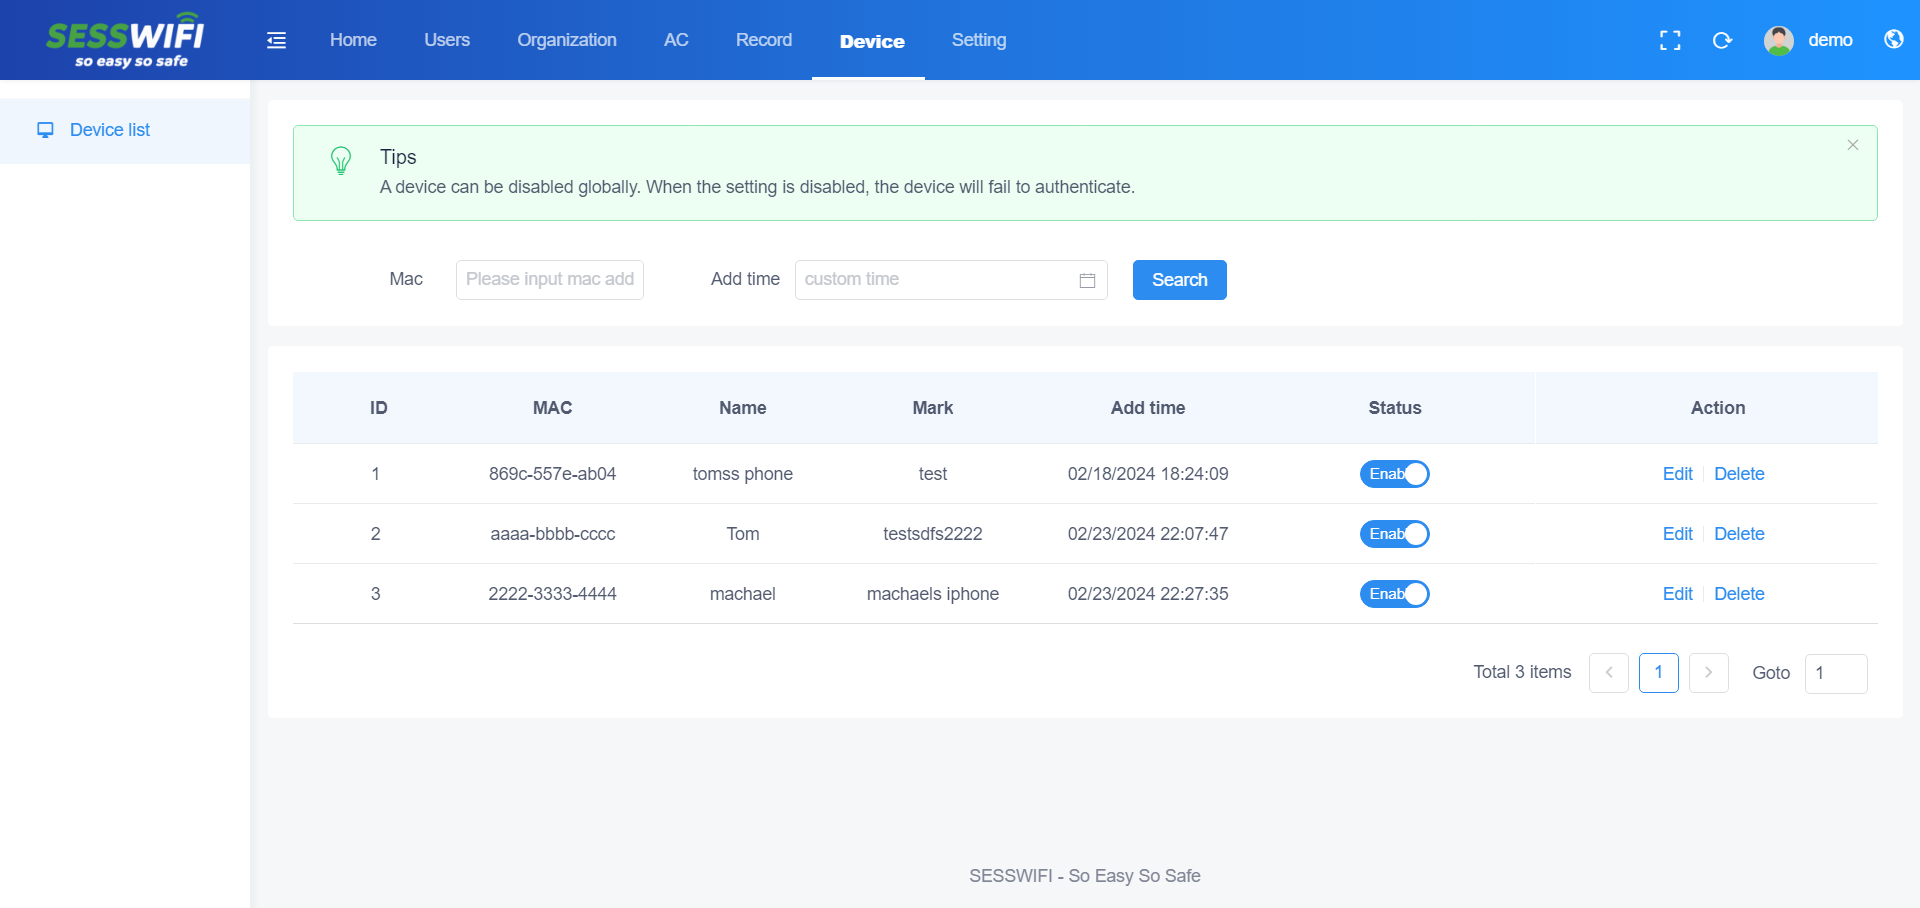 SESSWIFI
so easy so safe
Home Users Organization AC Record Device Setting
demo
Device list
Tips
A device can be disabled globally. When the setting is disabled, the device will fail to authenticate.
Mac Please input mac add Add time custom time Search
ID MAC Name Mark Add time Status Action
1 869c-557e-ab04 tomss phone test 02/18/2024 18:24:09 Enab Edit Delete
2 aaaa-bbbb-cccc Tom testsdfs2222 02/23/2024 22:07:47 Enab Edit Delete
3 2222-3333-4444 machael machaels iphone 02/23/2024 22:27:35 Enab Edit Delete
Total 3 items 1 Goto 1
SESSWIFI - So Easy So Safe